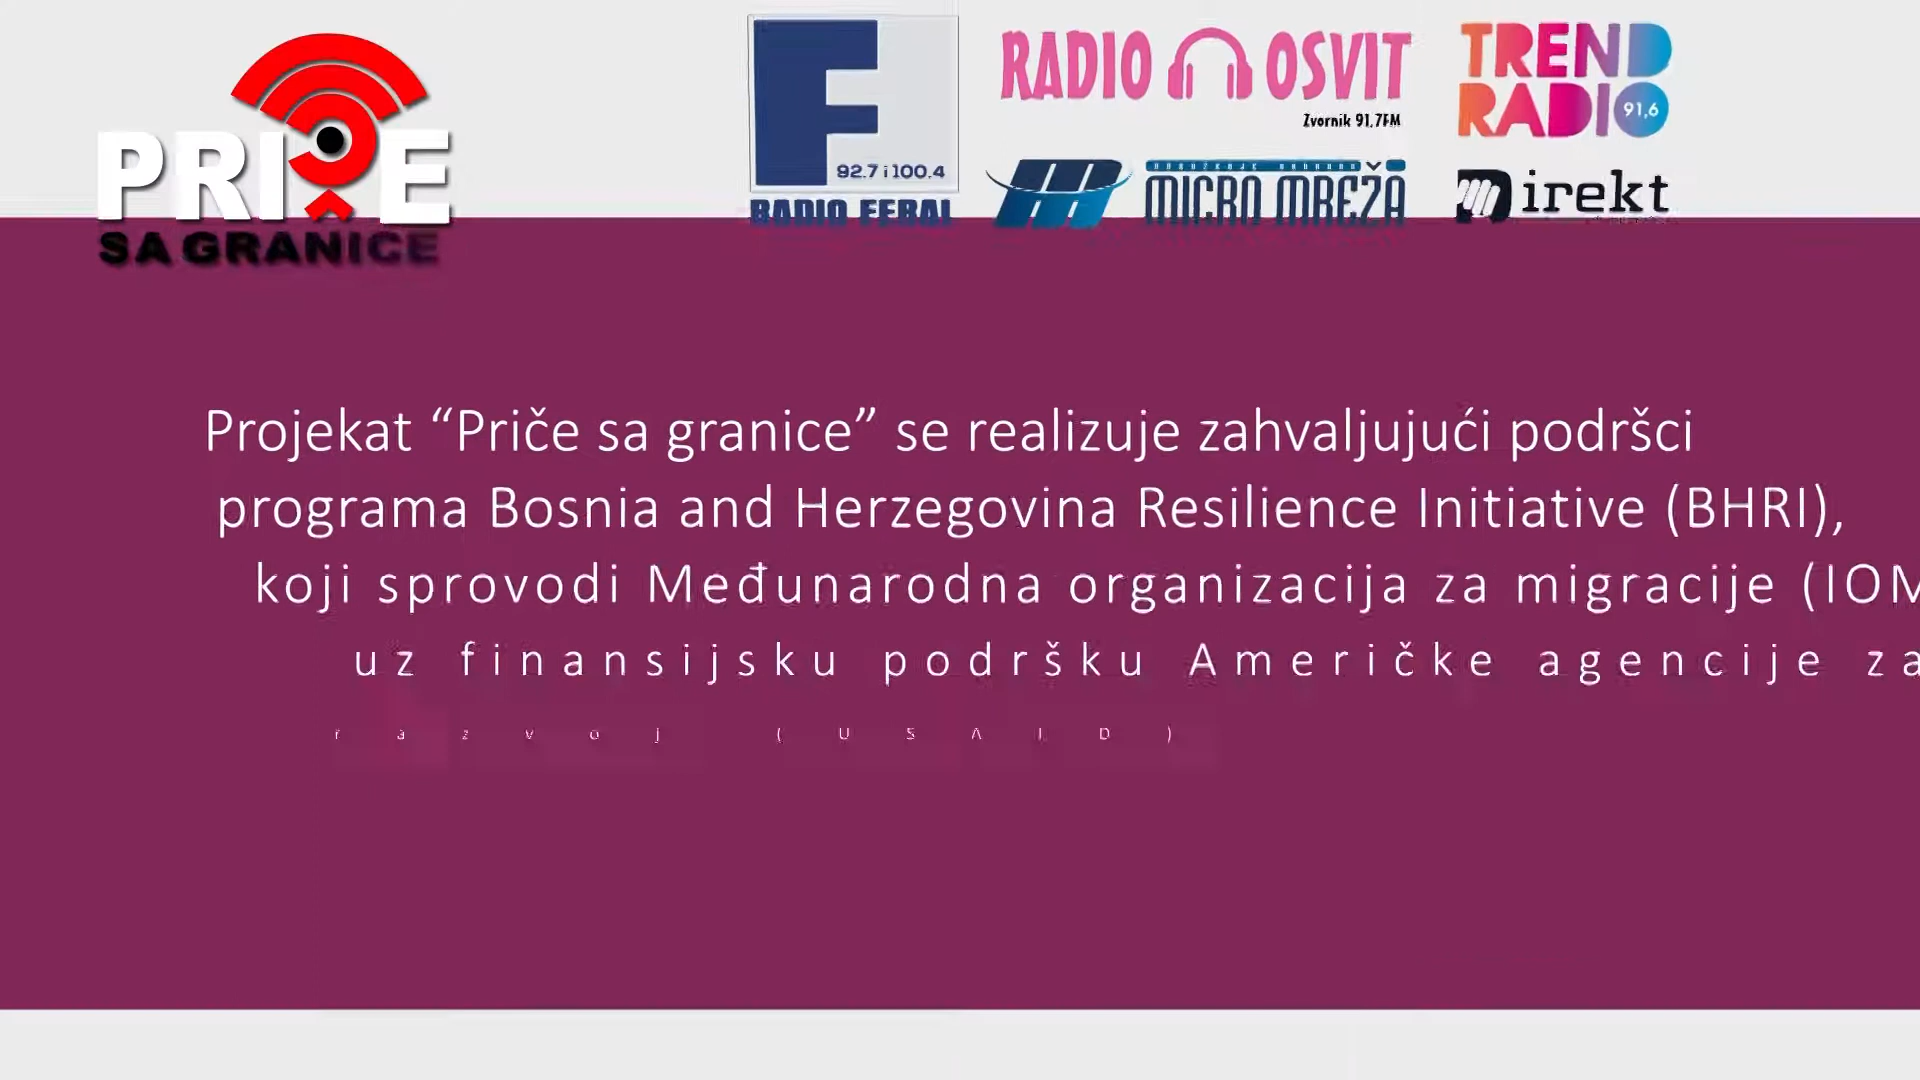 PRIČE
SA GRANICE
92.7 i 100.4
RADIO FERAL
RADIO OSVIT
Zvornik 91,7FM
MICRO MREŽA
TREND
RADIO
91,6
Direkt
Projekat “Priče sa granice” se realizuje zahvaljujući podršci
programa Bosnia and Herzegovina Resilience Initiative (BHRI),
koji sprovodi Međunarodna organizacija za migracije (IOM
uz finansijsku podršku Američke agencije za
razvoj (USAID)